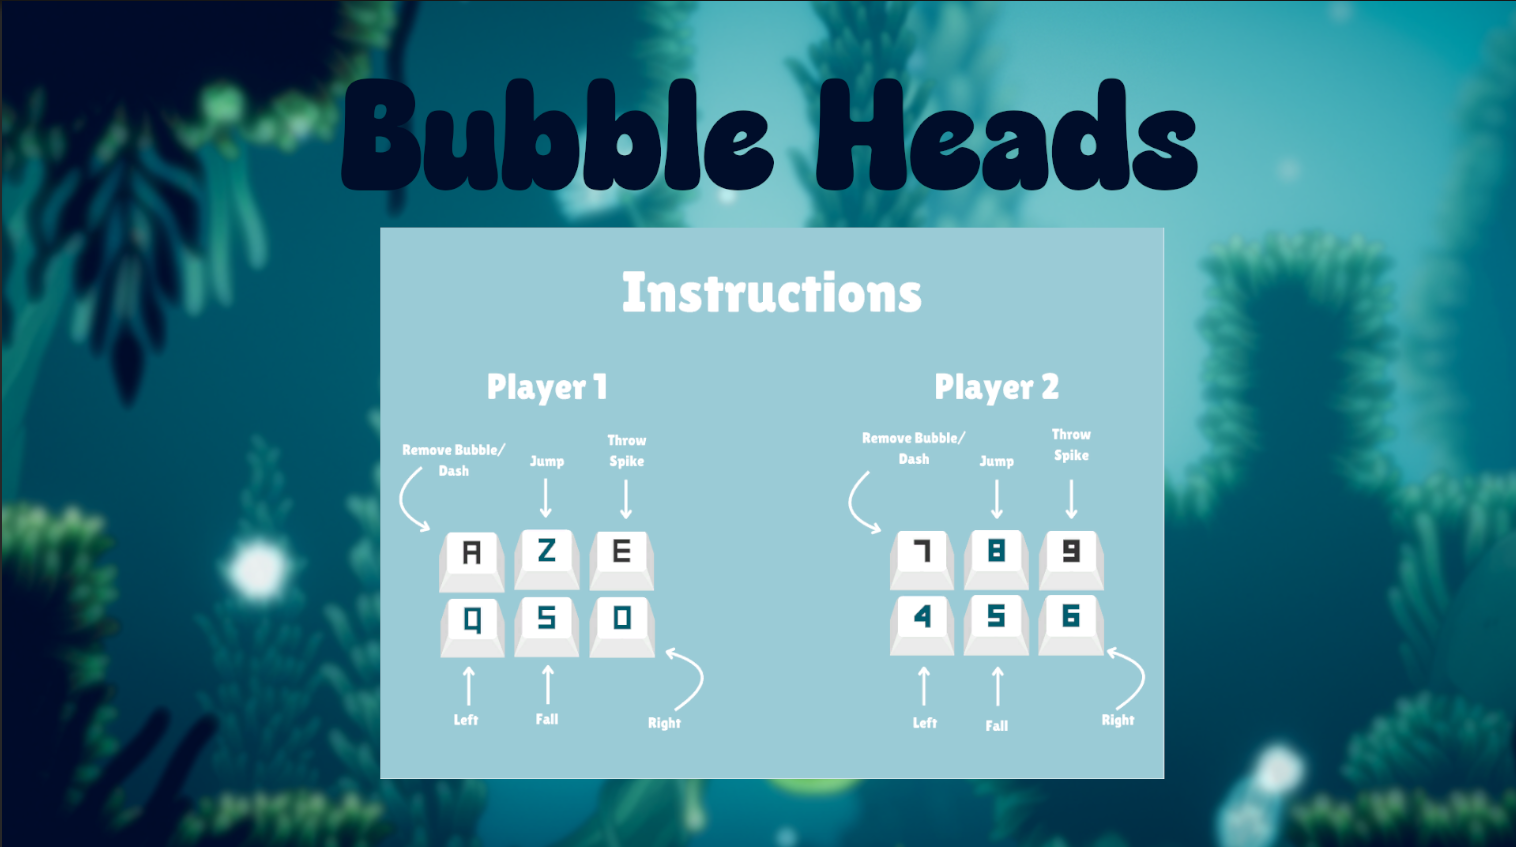 Bubble Heads
Instructions
Player 1
Remove Bubble/
Dash
Jump
Throw
Spike
A Z E
Q S D
Left
Fall
Right
Player 2
Remove Bubble/
Dash
Jump
Throw
Spike
7 8 9
4 5 6
Left
Fall
Right